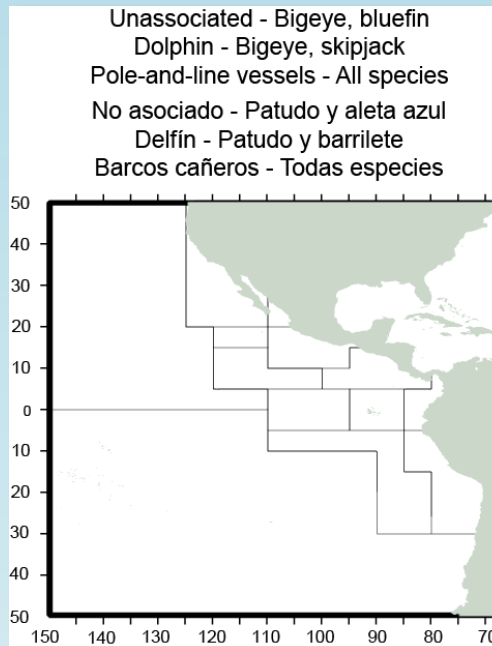 Unassociated - Bigeye, bluefin
Dolphin - Bigeye, skipjack
Pole-and-line vessels - All species
No asociado - Patudo y aleta azul
Delfín - Patudo y barrilete
Barcos cañeros - Todas especies
50
40
30
20
10
0
10
20
30
40
50
150 140 130 120 110 100 90 80 70